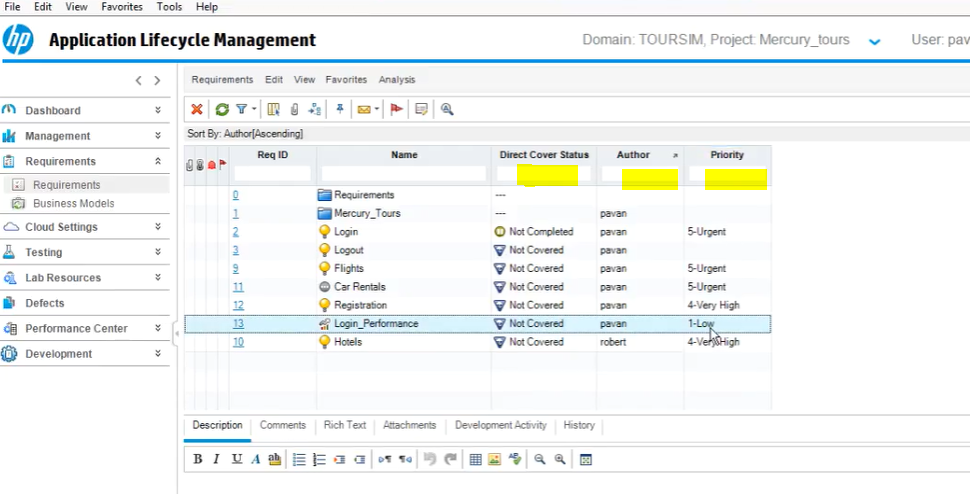 File Edit View Favorites Tools Help
hp Application Lifecycle Management Domain: TOURSIM, Project: Mercury_tours User: pav
Requirements Edit View Favorites Analysis
Dashboard
Management
Requirements
Requirements
Business Models
Cloud Settings
Testing
Lab Resources
Defects
Performance Center
Development
Sort By: Author[Ascending]
Req ID Name Direct Cover Status Author Priority
0 Requirements ---
1 Mercury_Tours --- pavan
2 Login Not Completed pavan 5-Urgent
3 Logout Not Covered pavan
9 Flights Not Covered pavan 5-Urgent
11 Car Rentals Not Covered pavan 5-Urgent
12 Registration Not Covered pavan 4-Very High
13 Login_Performance Not Covered pavan 1-Low
10 Hotels Not Covered robert 4-Very High
Description Comments Rich Text Attachments Development Activity History
B I U A ab